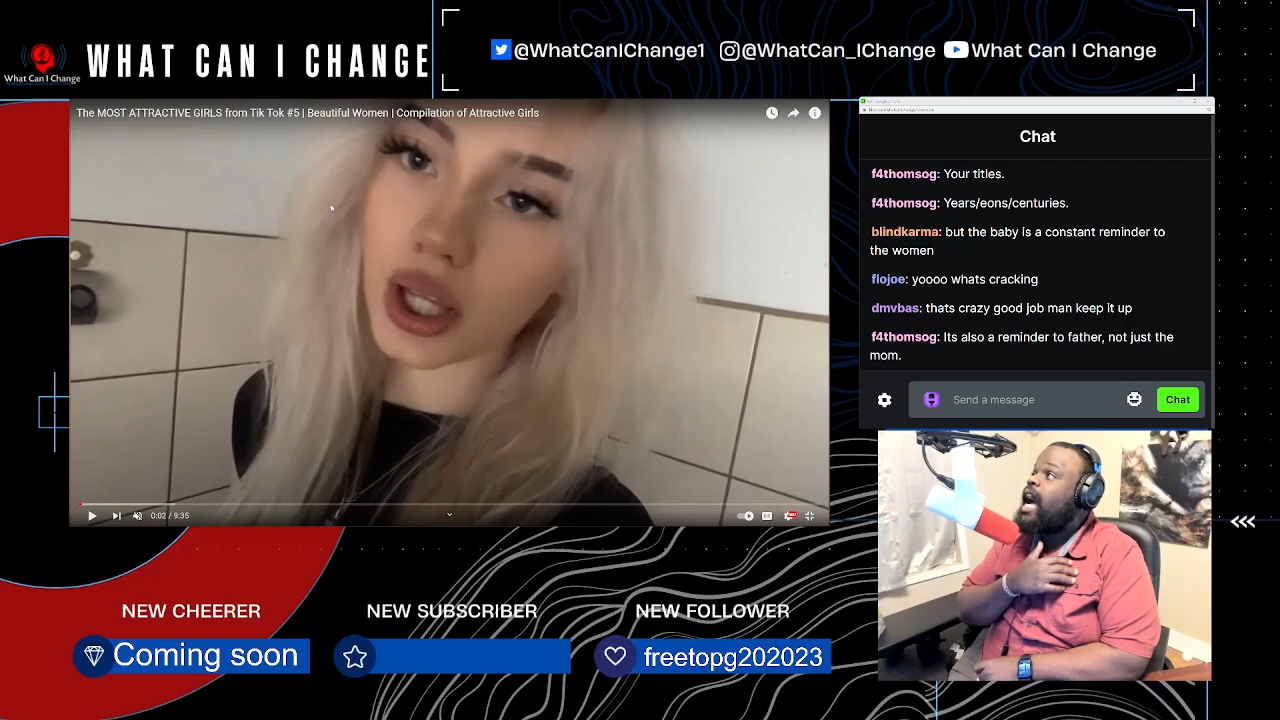 What Can I Change
WHAT CAN I CHANGE
@WhatCanIChange1 @WhatCan_IChange What Can I Change
The MOST ATTRACTIVE GIRLS from Tik Tok #5 | Beautiful Women | Compilation of Attractive Girls
0:02 / 9:35
Chat
f4thomsog: Your titles.
f4thomsog: Years/eons/centuries.
blindkarma: but the baby is a constant reminder to
the women
flojoe: yoooo whats cracking
dmvbas: thats crazy good job man keep it up
f4thomsog: Its also a reminder to father, not just the
mom.
Send a message
Chat
NEW CHEERER NEW SUBSCRIBER NEW FOLLOWER
Coming soon
freetopg202023